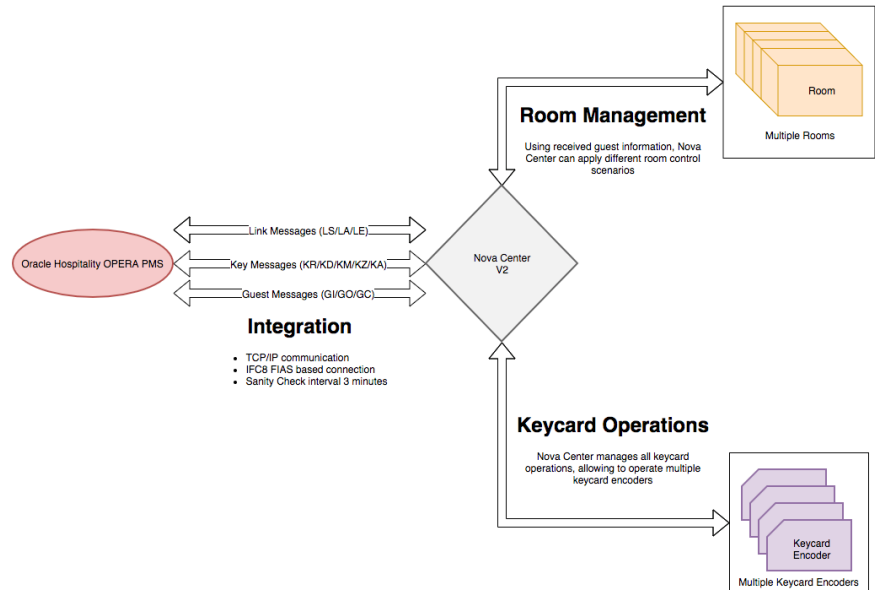 Room
Multiple Rooms
Room Management
Using received guest information, Nova
Center can apply different room control
scenarios
Oracle Hospitality OPERA PMS
Link Messages (LS/LA/LE)
Key Messages (KR/KD/KM/KZ/KA)
Guest Messages (GI/GO/GC)
Nova Center
V2
Integration
• TCP/IP communication
• IFC8 FIAS based connection
• Sanity Check interval 3 minutes
Keycard Operations
Nova Center manages all keycard
operations, allowing to operate multiple
keycard encoders
Keycard
Encoder
Multiple Keycard Encoders